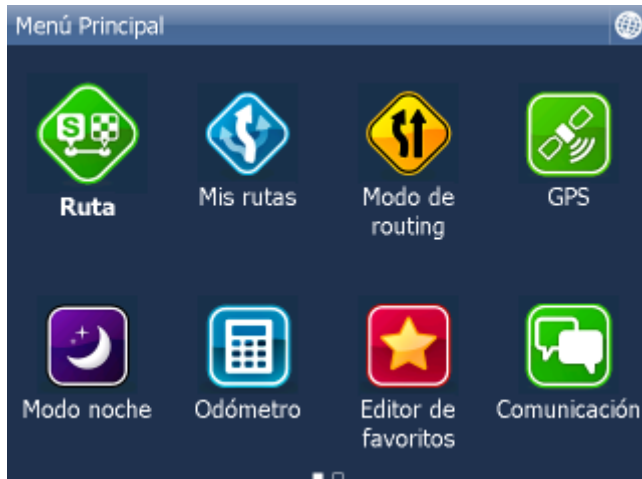 Menú Principal
S
Ruta
Mis rutas
Modo de
routing
GPS
Modo noche
Odómetro
Editor de
favoritos
Comunicación